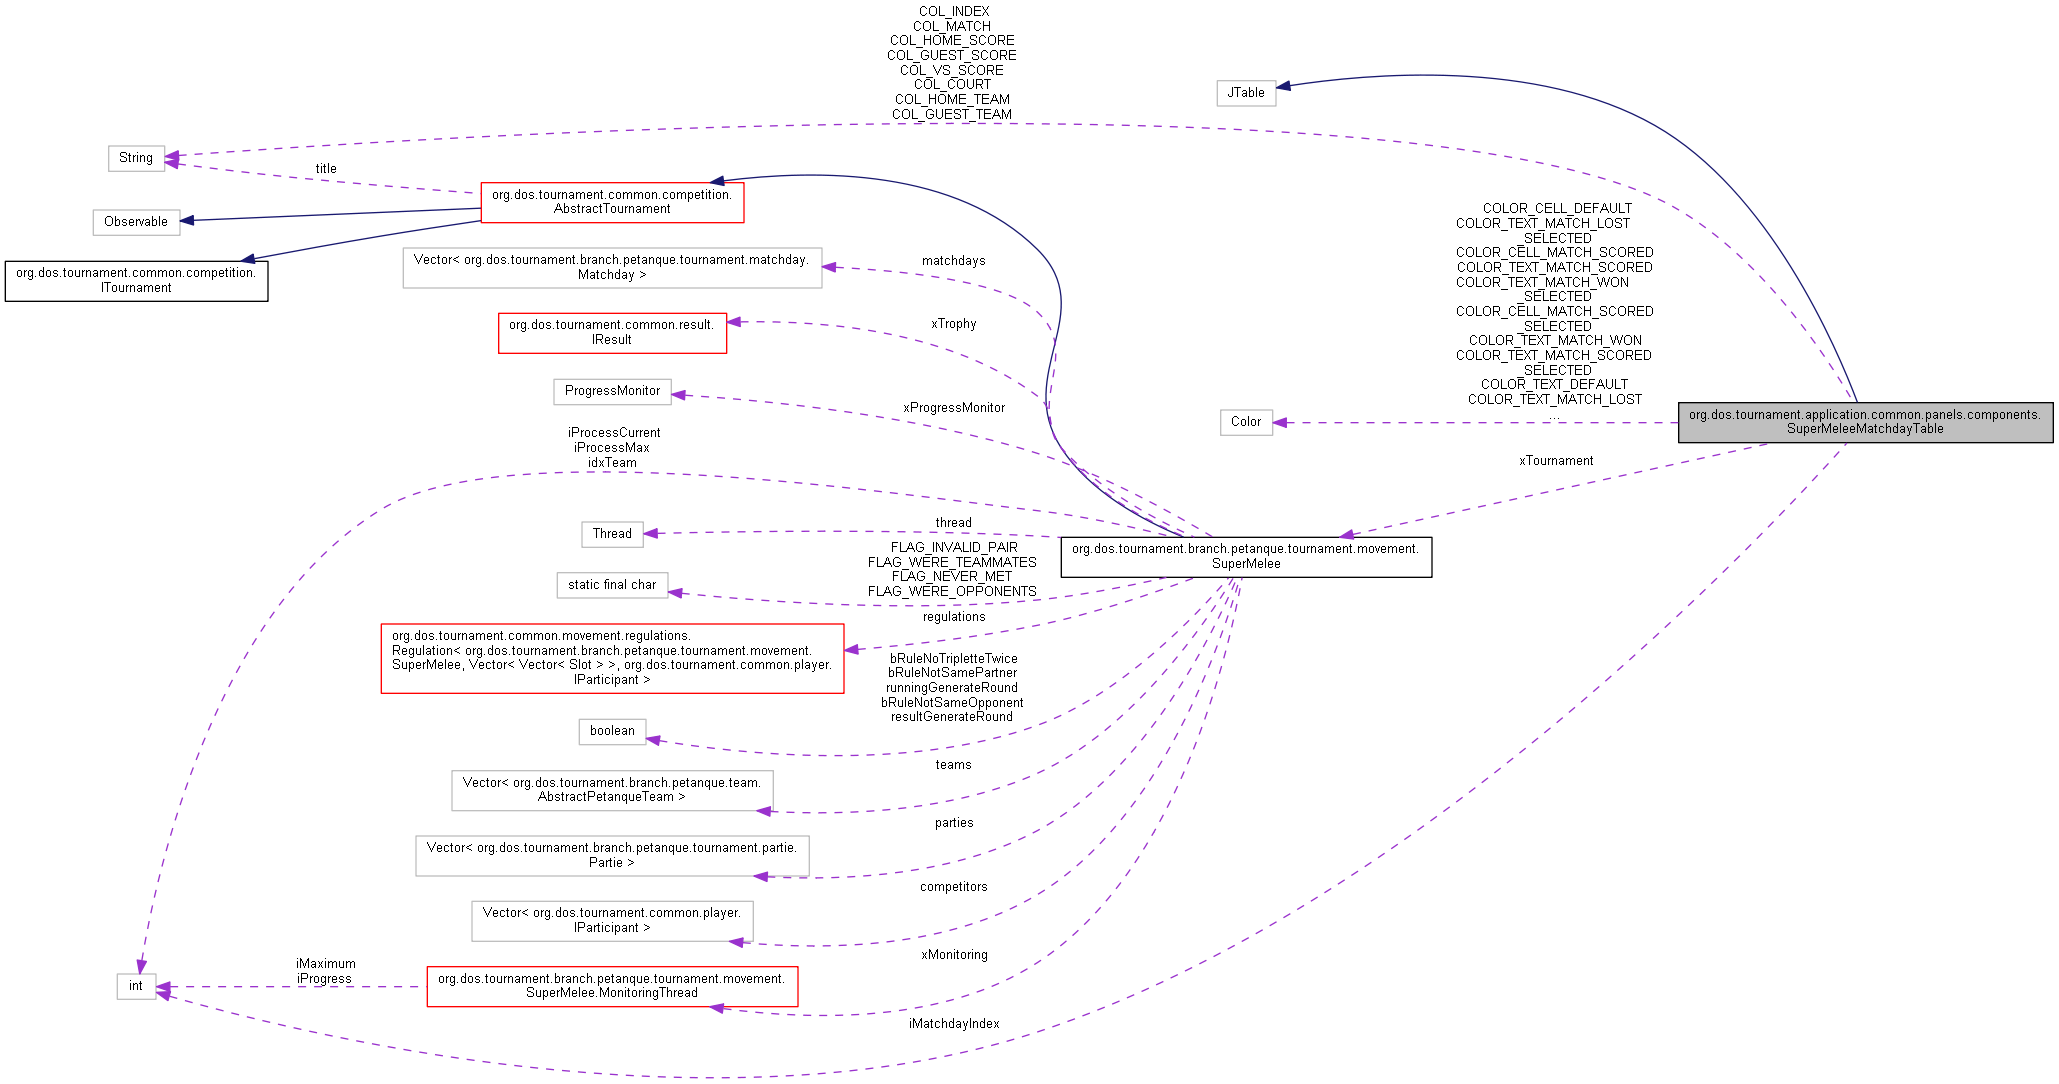 COL_INDEX
COL_MATCH
COL_HOME_SCORE
COL_GUEST_SCORE
COL_VS_SCORE
COL_COURT
COL_HOME_TEAM
COL_GUEST_TEAM
JTable
String
title
org.dos.tournament.common.competition.
AbstractTournament
Observable
org.dos.tournament.common.competition.
ITournament
Vector< org.dos.tournament.branch.petanque.tournament.matchday.
Matchday >
matchdays
COLOR_CELL_DEFAULT
COLOR_TEXT_MATCH_LOST
_SELECTED
COLOR_CELL_MATCH_SCORED
COLOR_TEXT_MATCH_SCORED
COLOR_TEXT_MATCH_WON
_SELECTED
COLOR_CELL_MATCH_SCORED
_SELECTED
COLOR_TEXT_MATCH_WON
COLOR_TEXT_MATCH_SCORED
_SELECTED
COLOR_TEXT_DEFAULT
COLOR_TEXT_MATCH_LOST
...
org.dos.tournament.common.result.
IResult
xTrophy
ProgressMonitor
xProgressMonitor
Color
org.dos.tournament.application.common.panels.components.
SuperMeleeMatchdayTable
xTournament
iProcessCurrent
iProcessMax
idxTeam
Thread
thread
org.dos.tournament.branch.petanque.tournament.movement.
SuperMelee
static final char
FLAG_INVALID_PAIR
FLAG_WERE_TEAMMATES
FLAG_NEVER_MET
FLAG_WERE_OPPONENTS
regulations
org.dos.tournament.common.movement.regulations.
Regulation< org.dos.tournament.branch.petanque.tournament.movement.
SuperMelee, Vector< Vector< Slot > >, org.dos.tournament.common.player.
IParticipant >
bRuleNoTripletteTwice
bRuleNotSamePartner
runningGenerateRound
bRuleNotSameOpponent
resultGenerateRound
boolean
teams
Vector< org.dos.tournament.branch.petanque.team.
AbstractPetanqueTeam >
parties
Vector< org.dos.tournament.branch.petanque.tournament.partie.
Partie >
competitors
Vector< org.dos.tournament.common.player.
IParticipant >
xMonitoring
iMaximum
iProgress
int
org.dos.tournament.branch.petanque.tournament.movement.
SuperMelee.MonitoringThread
iMatchdayIndex